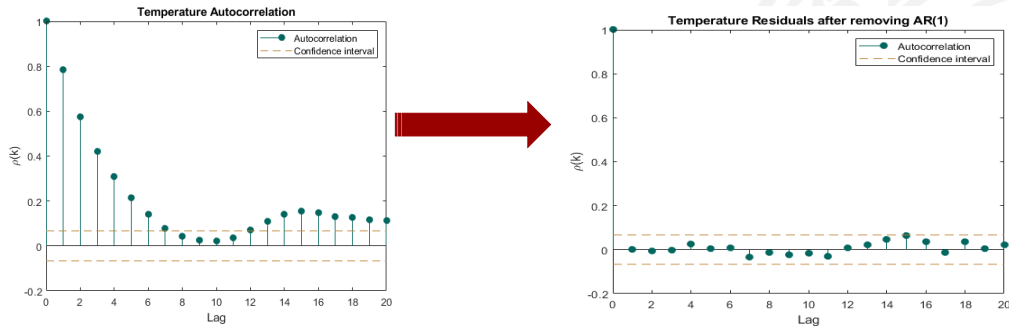 Temperature Autocorrelation
1
0.8
0.6
0.4
0.2
0
-0.2
ρ(k)
Autocorrelation
Confidence interval
0 2 4 6 8 10 12 14 16 18 20
Lag
Temperature Residuals after removing AR(1)
1
0.8
0.6
0.4
0.2
0
-0.2
ρ(k)
Autocorrelation
Confidence interval
0 2 4 6 8 10 12 14 16 18 20
Lag